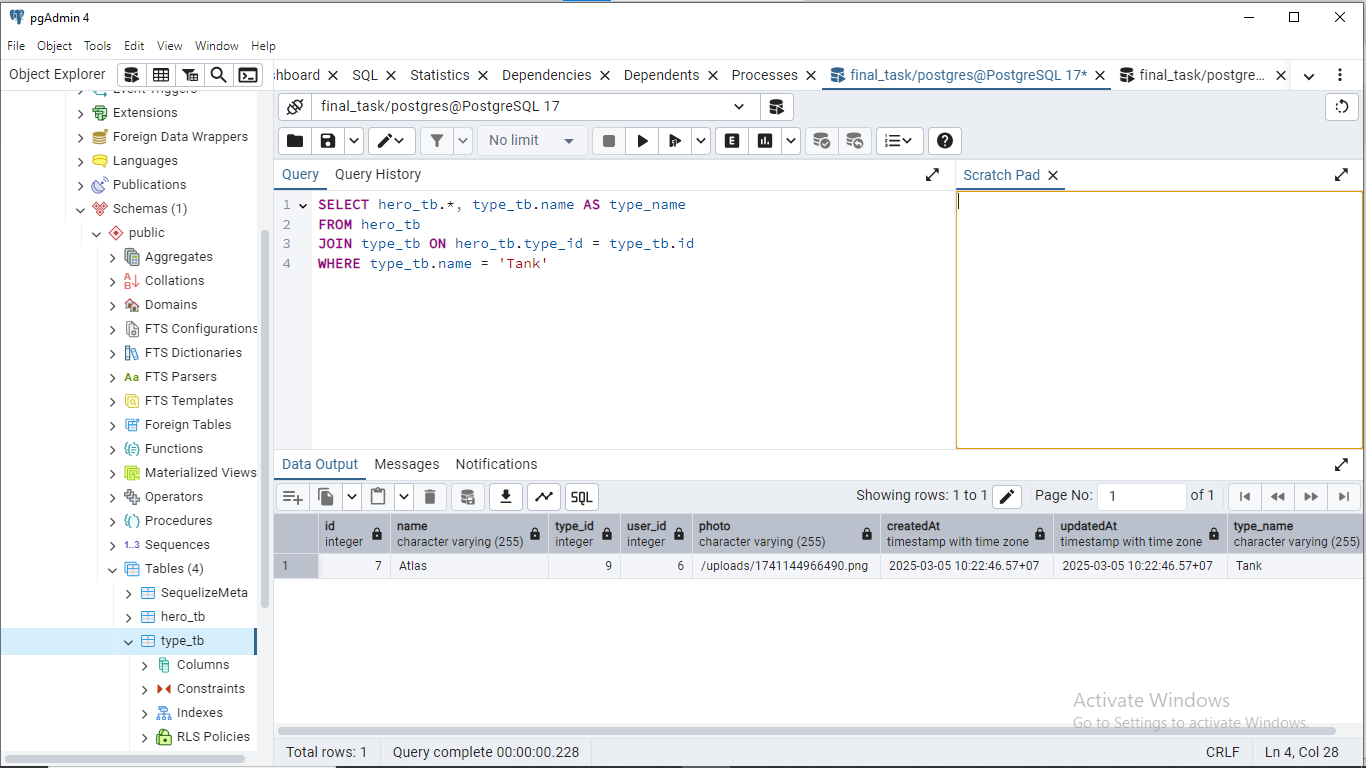 pgAdmin 4
File Object Tools Edit View Window Help
Object Explorer
shboard SQL Statistics Dependencies Dependents Processes final_task/postgres@PostgreSQL 17* final_task/postgre...
Event Triggers
Extensions
Foreign Data Wrappers
Languages
Publications
Schemas (1)
public
Aggregates
Collations
Domains
FTS Configurations
FTS Dictionaries
FTS Parsers
FTS Templates
Foreign Tables
Functions
Materialized Views
Operators
Procedures
Sequences
Tables (4)
SequelizeMeta
hero_tb
type_tb
Columns
Constraints
Indexes
RLS Policies
final_task/postgres@PostgreSQL 17
No limit
E
Query Query History
Scratch Pad
1 SELECT hero_tb.*, type_tb.name AS type_name
2 FROM hero_tb
3 JOIN type_tb ON hero_tb.type_id = type_tb.id
4 WHERE type_tb.name = 'Tank'
Data Output Messages Notifications
SQL Showing rows: 1 to 1 Page No: 1 of 1
id name type_id user_id photo createdAt updatedAt type_name
integer character varying (255) integer integer character varying (255) timestamp with time zone timestamp with time zone character varying (255)
1 7 Atlas 9 6 /uploads/1741144966490.png 2025-03-05 10:22:46.57+07 2025-03-05 10:22:46.57+07 Tank
Activate Windows
Go to Settings to activate Windows.
Total rows: 1 Query complete 00:00:00.228 CRLF Ln 4, Col 28